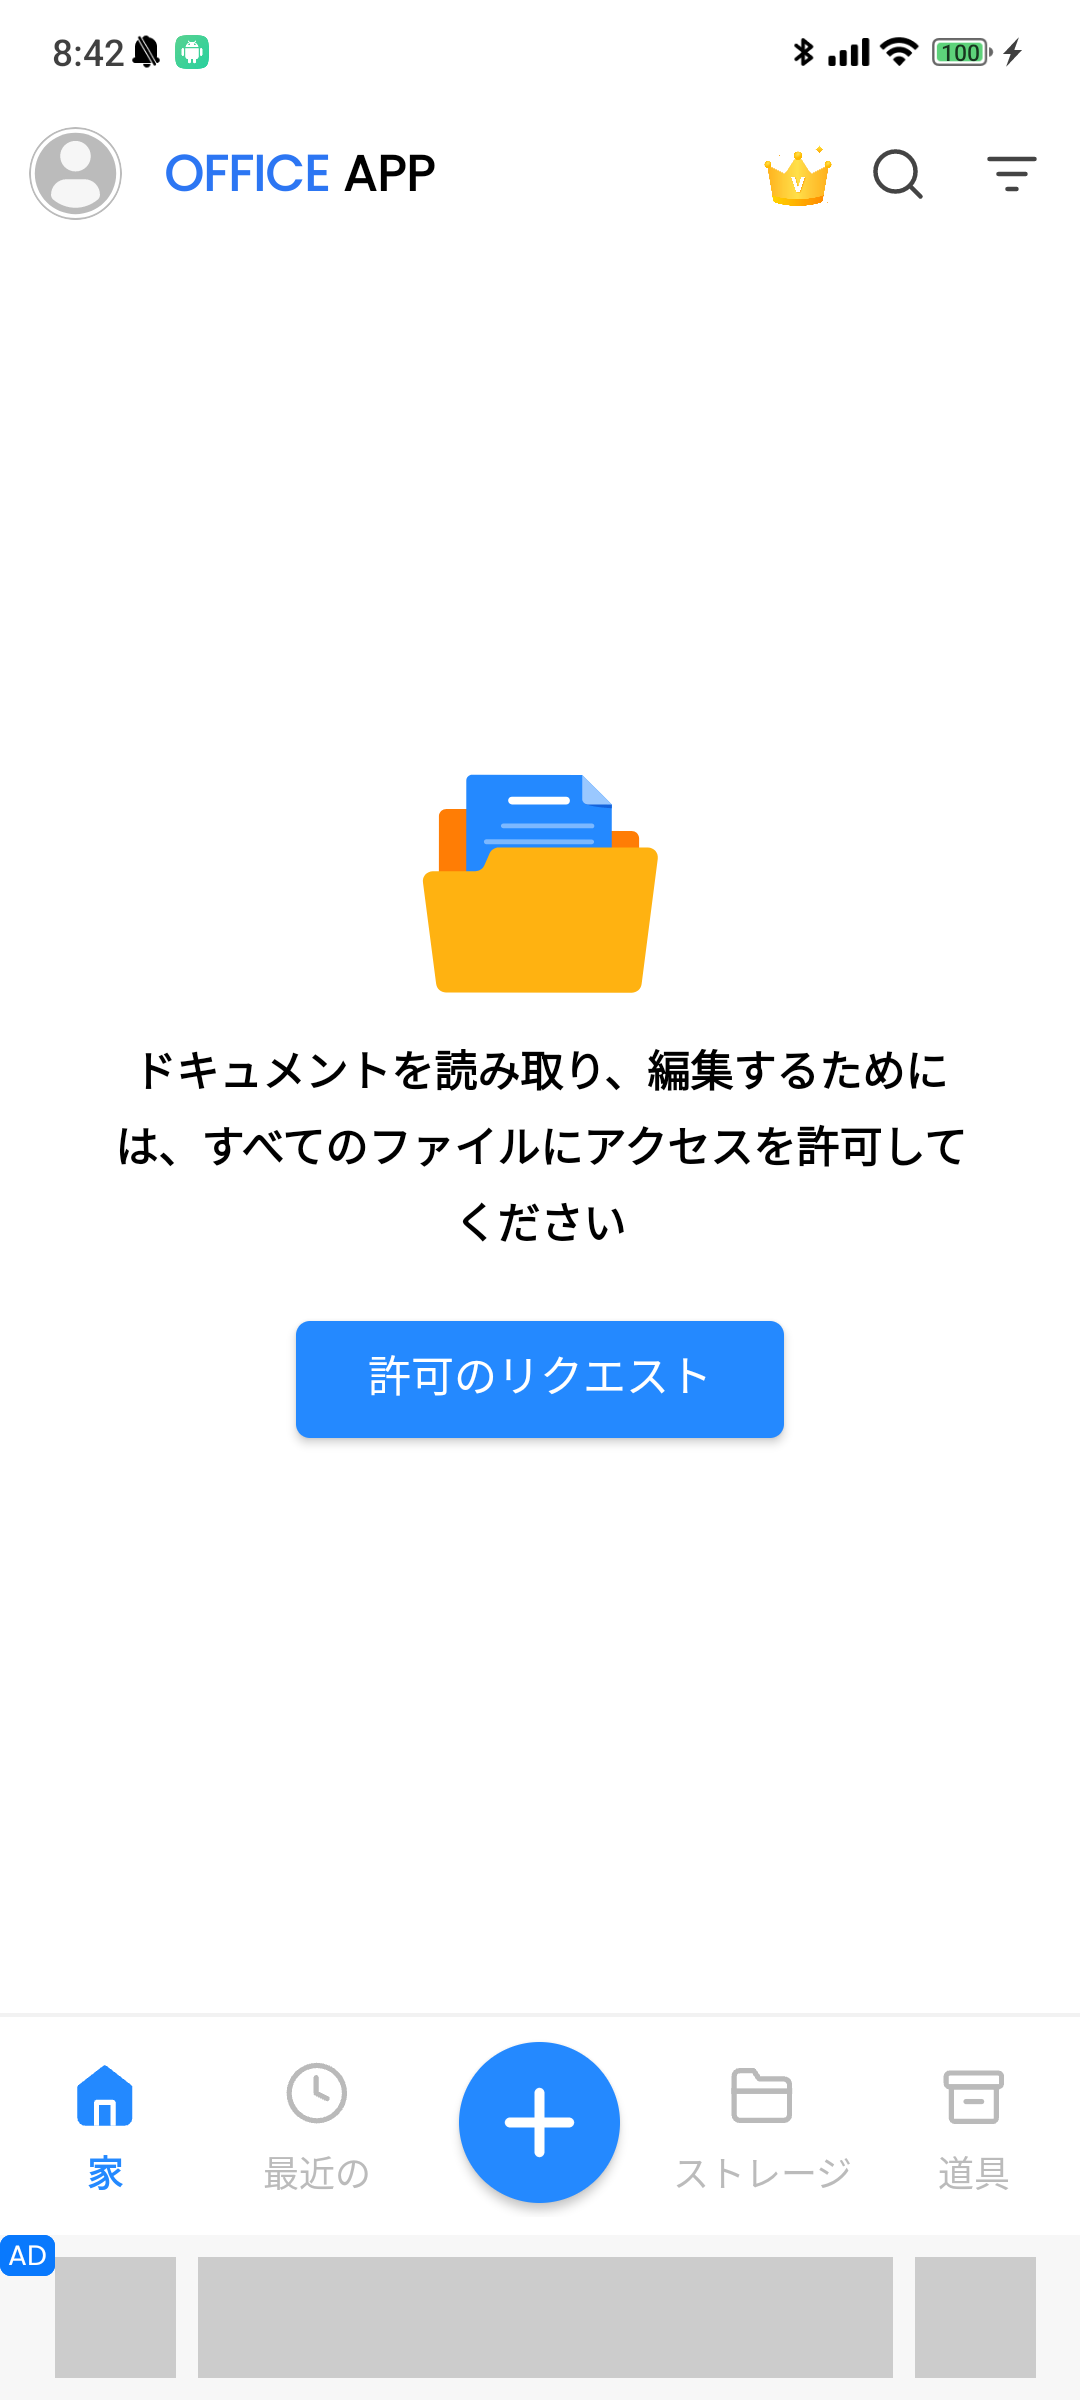 8:42
100
OFFICE APP
V
ドキュメントを読み取り、編集するために
は、すべてのファイルにアクセスを許可して
ください
許可のリクエスト
家
最近の
ストレージ
道具
AD